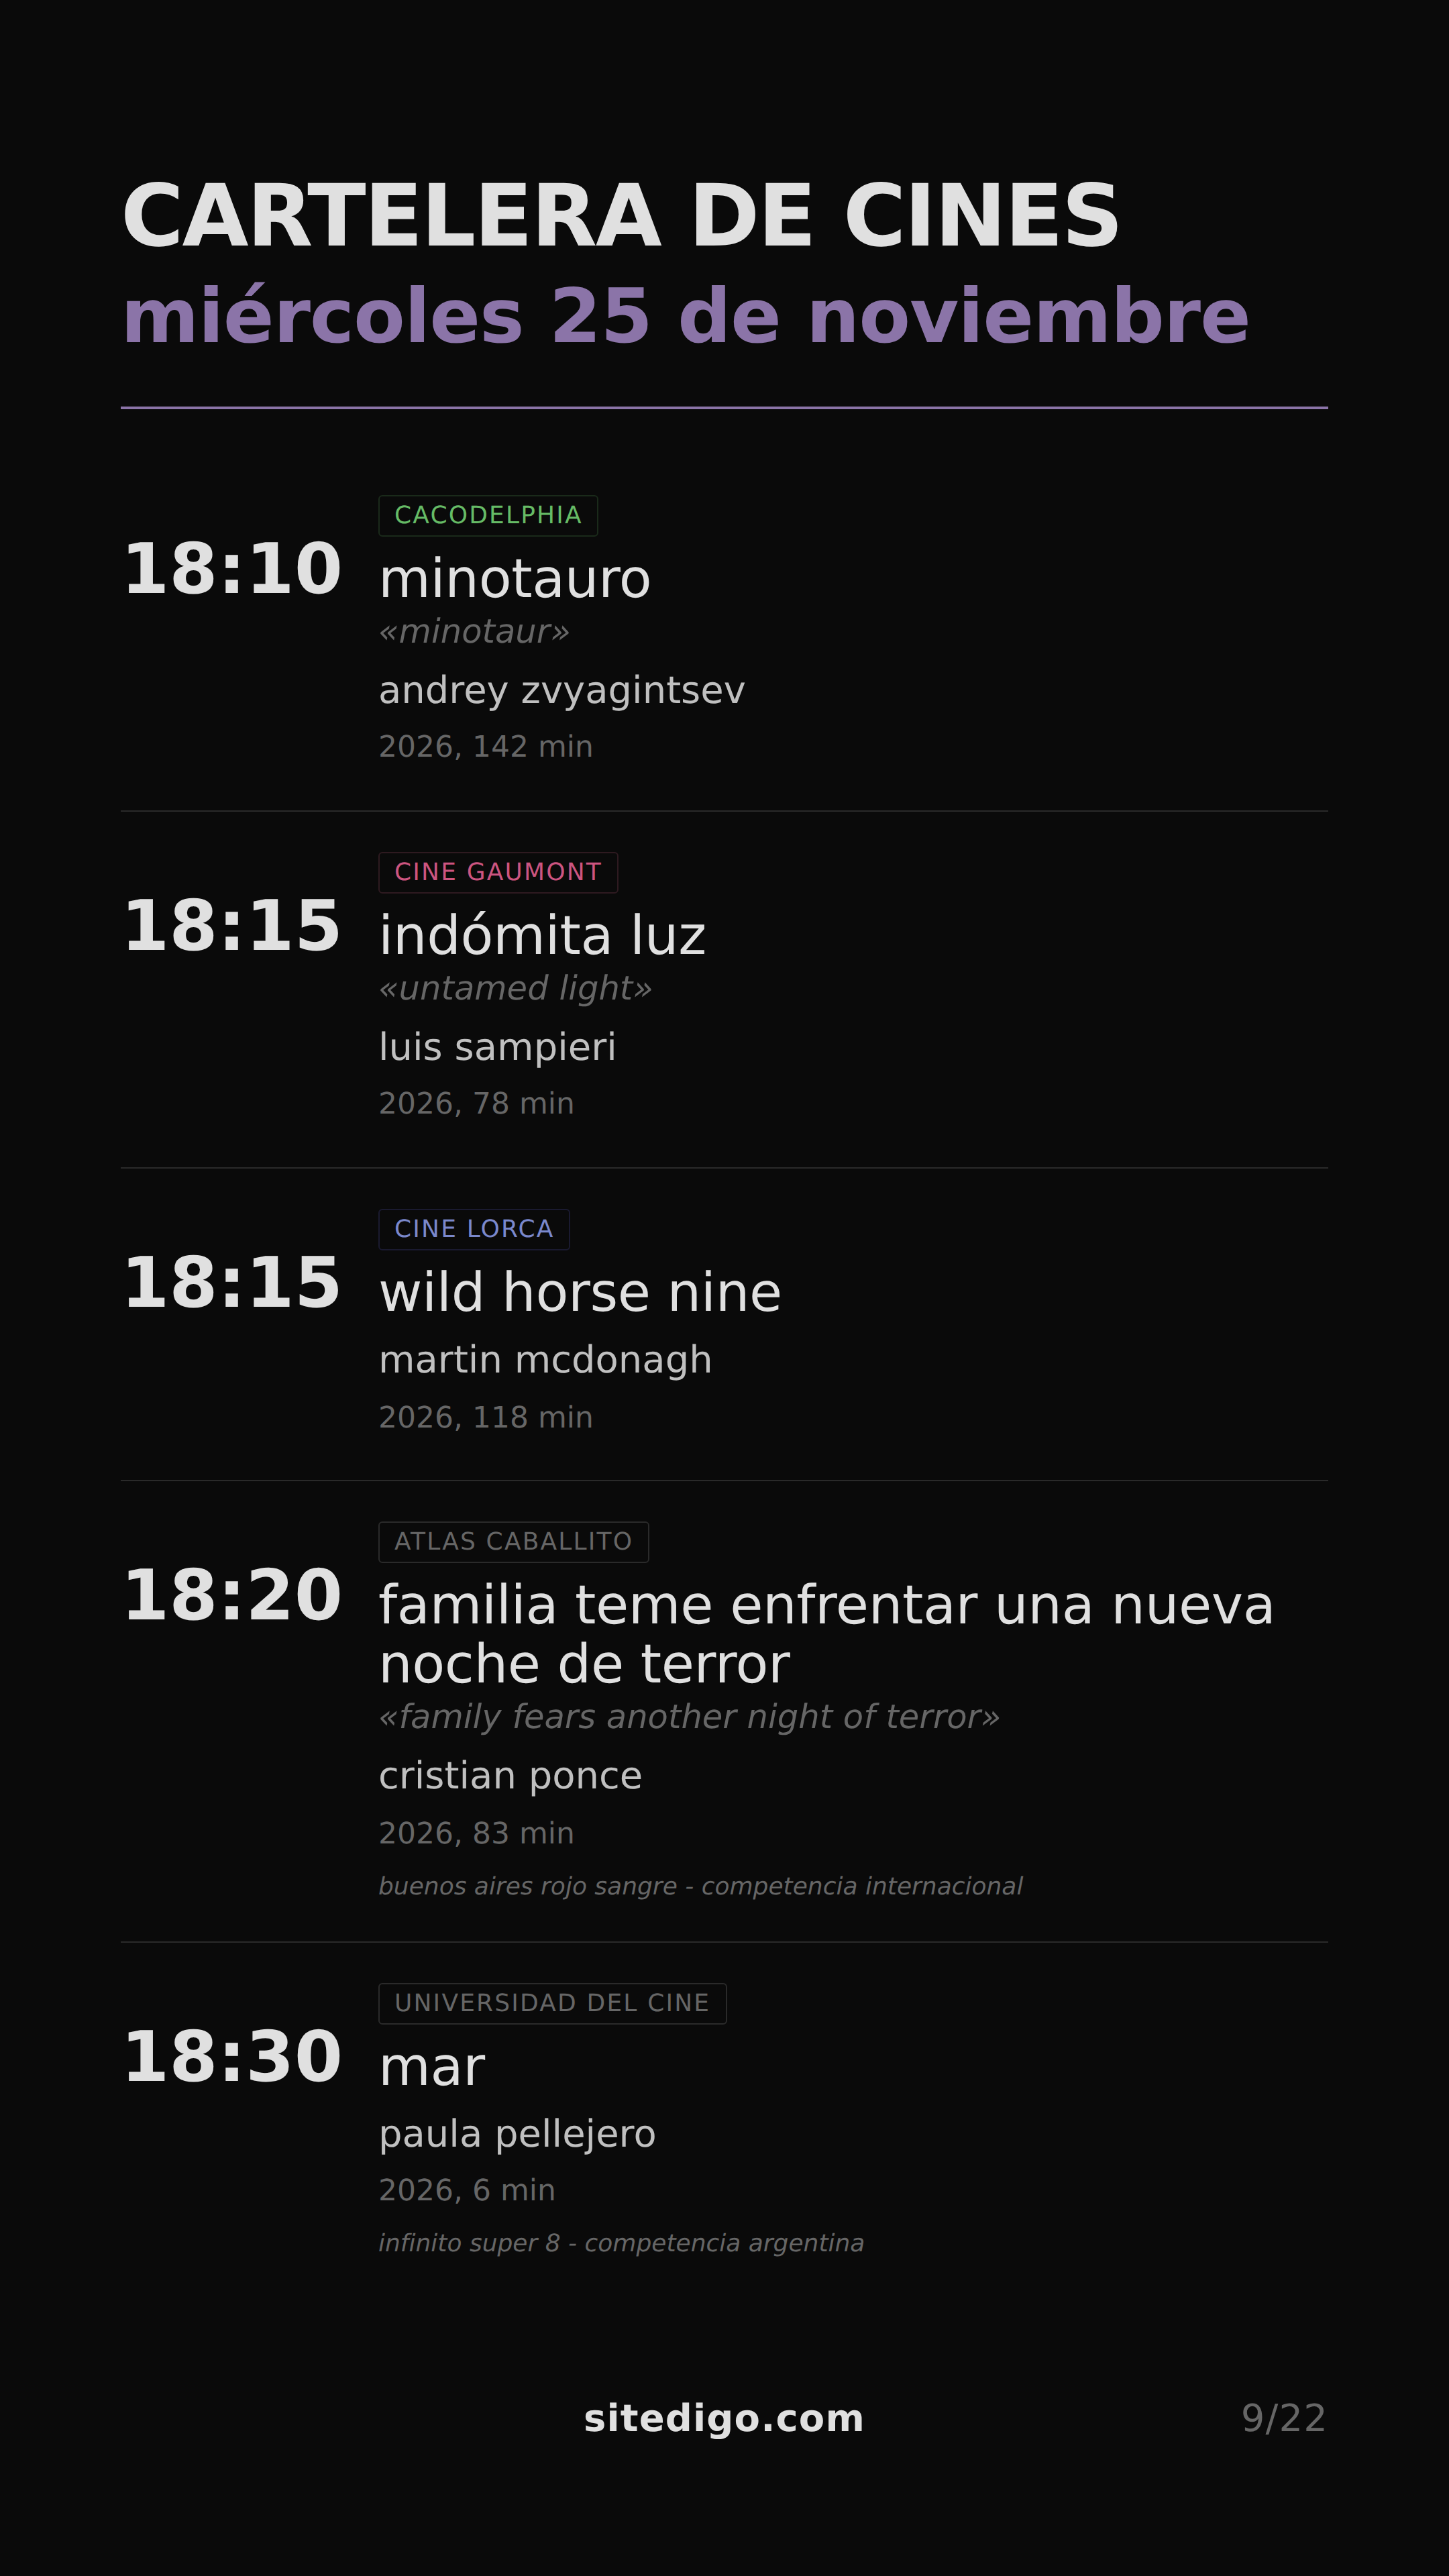 CARTELERA DE CINES
miércoles 25 de noviembre
CACODELPHIA
18:10
minotauro
«minotaur»
andrey zvyagintsev
2026, 142 min
CINE GAUMONT
18:15
indómita luz
«untamed light»
luis sampieri
2026, 78 min
CINE LORCA
18:15
wild horse nine
martin mcdonagh
2026, 118 min
ATLAS CABALLITO
18:20
familia teme enfrentar una nueva
noche de terror
«family fears another night of terror»
cristian ponce
2026, 83 min
buenos aires rojo sangre - competencia internacional
UNIVERSIDAD DEL CINE
18:30
mar
paula pellejero
2026, 6 min
infinito super 8 - competencia argentina
sitedigo.com
9/22